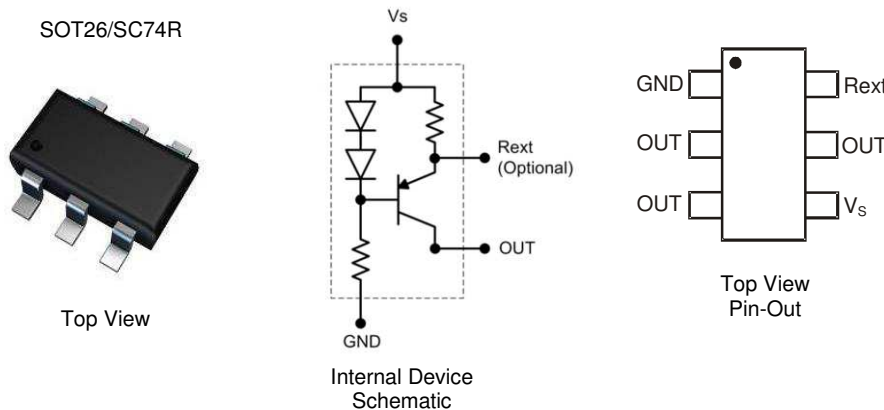 SOT26/SC74R
Top View
Vs
Rext
(Optional)
OUT
GND
Internal Device
Schematic
GND
Rext
OUT
OUT
OUT
VS
Top View
Pin-Out